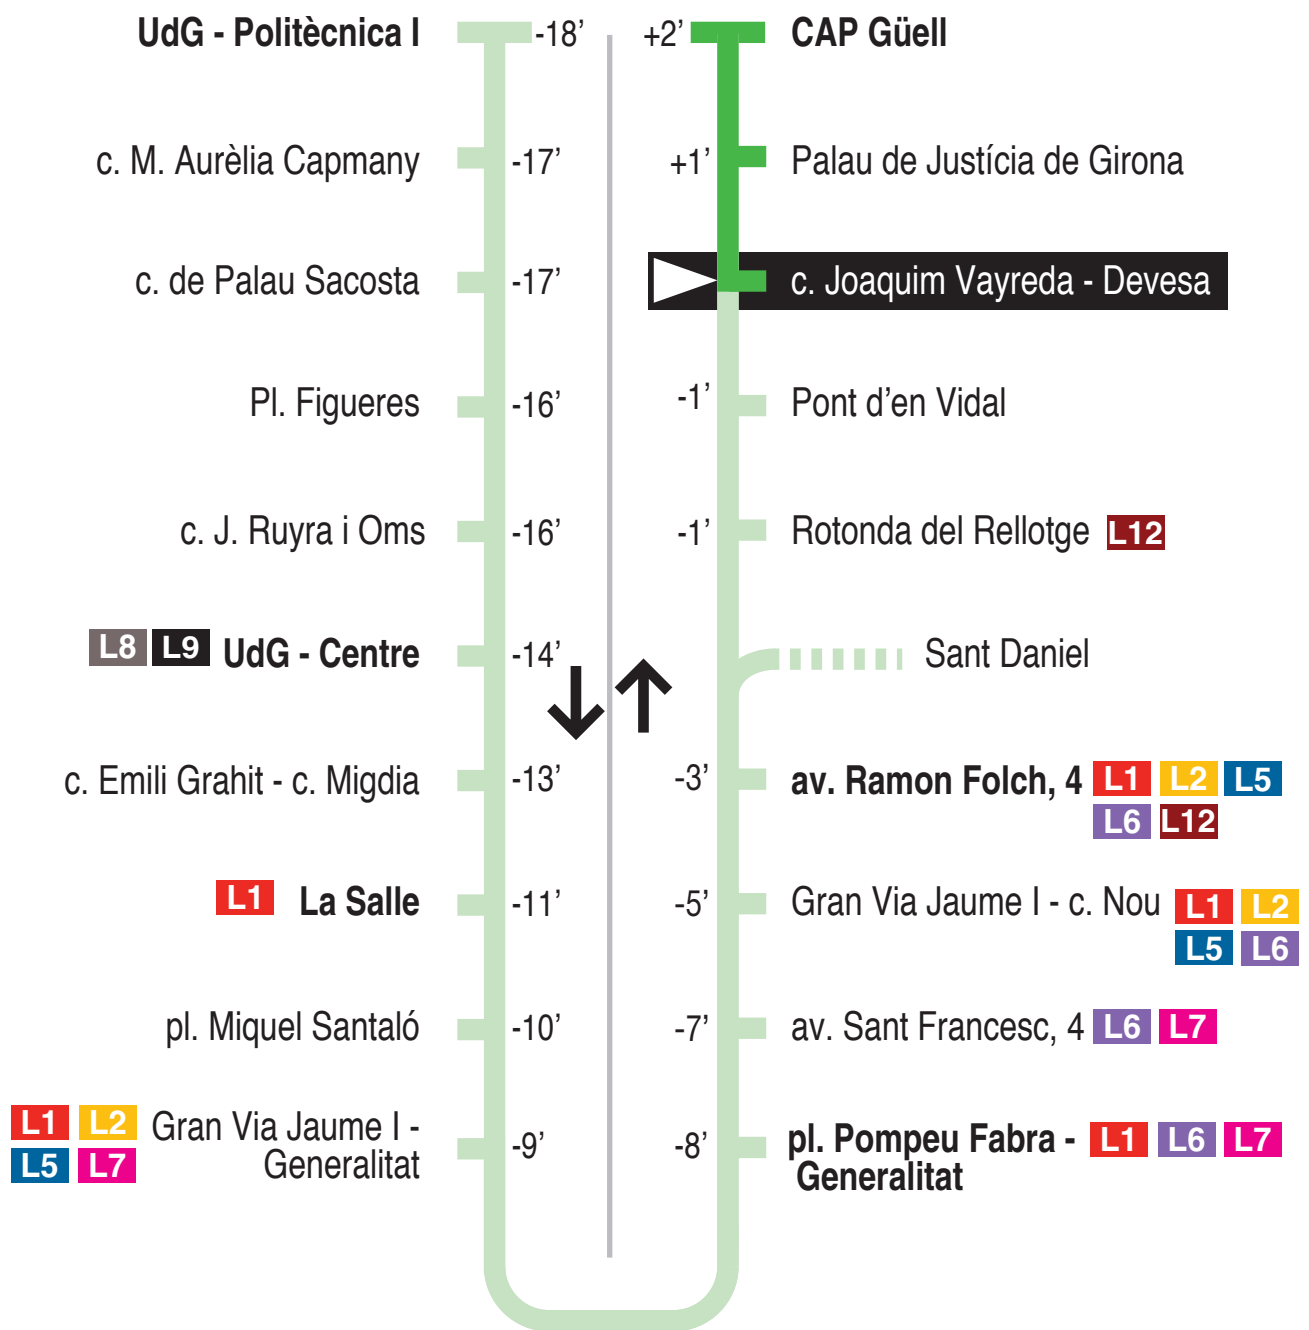 UdG - Politècnica I -18’
c. M. Aurèlia Capmany -17’
c. de Palau Sacosta -17’
Pl. Figueres -16’
c. J. Ruyra i Oms -16’
L8 L9 UdG - Centre -14’
c. Emili Grahit - c. Migdia -13’
L1 La Salle -11’
pl. Miquel Santaló -10’
L1 L2 Gran Via Jaume I -
L5 L7 Generalitat -9’
+2’ CAP Güell
+1’ Palau de Justícia de Girona
c. Joaquim Vayreda - Devesa
-1’ Pont d’en Vidal
-1’ Rotonda del Rellotge L12
Sant Daniel
-3’ av. Ramon Folch, 4 L1 L2 L5
L6 L12
-5’ Gran Via Jaume I - c. Nou L1 L2
L5 L6
-7’ av. Sant Francesc, 4 L6 L7
-8’ pl. Pompeu Fabra - L1 L6 L7
Generalitat